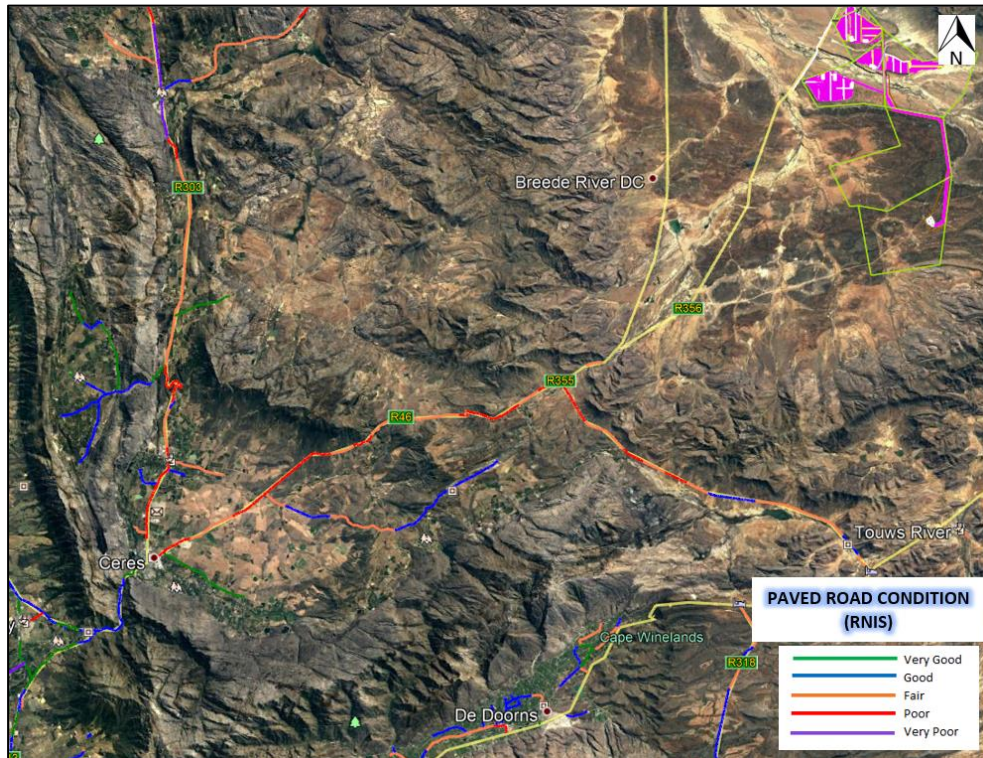 N
R303
Breede River DC
R356
R355
R46
Touws River
Ceres
PAVED ROAD CONDITION
(RNIS)
Cape Winelands
R318
De Doorns
Very Good
Good
Fair
Poor
Very Poor